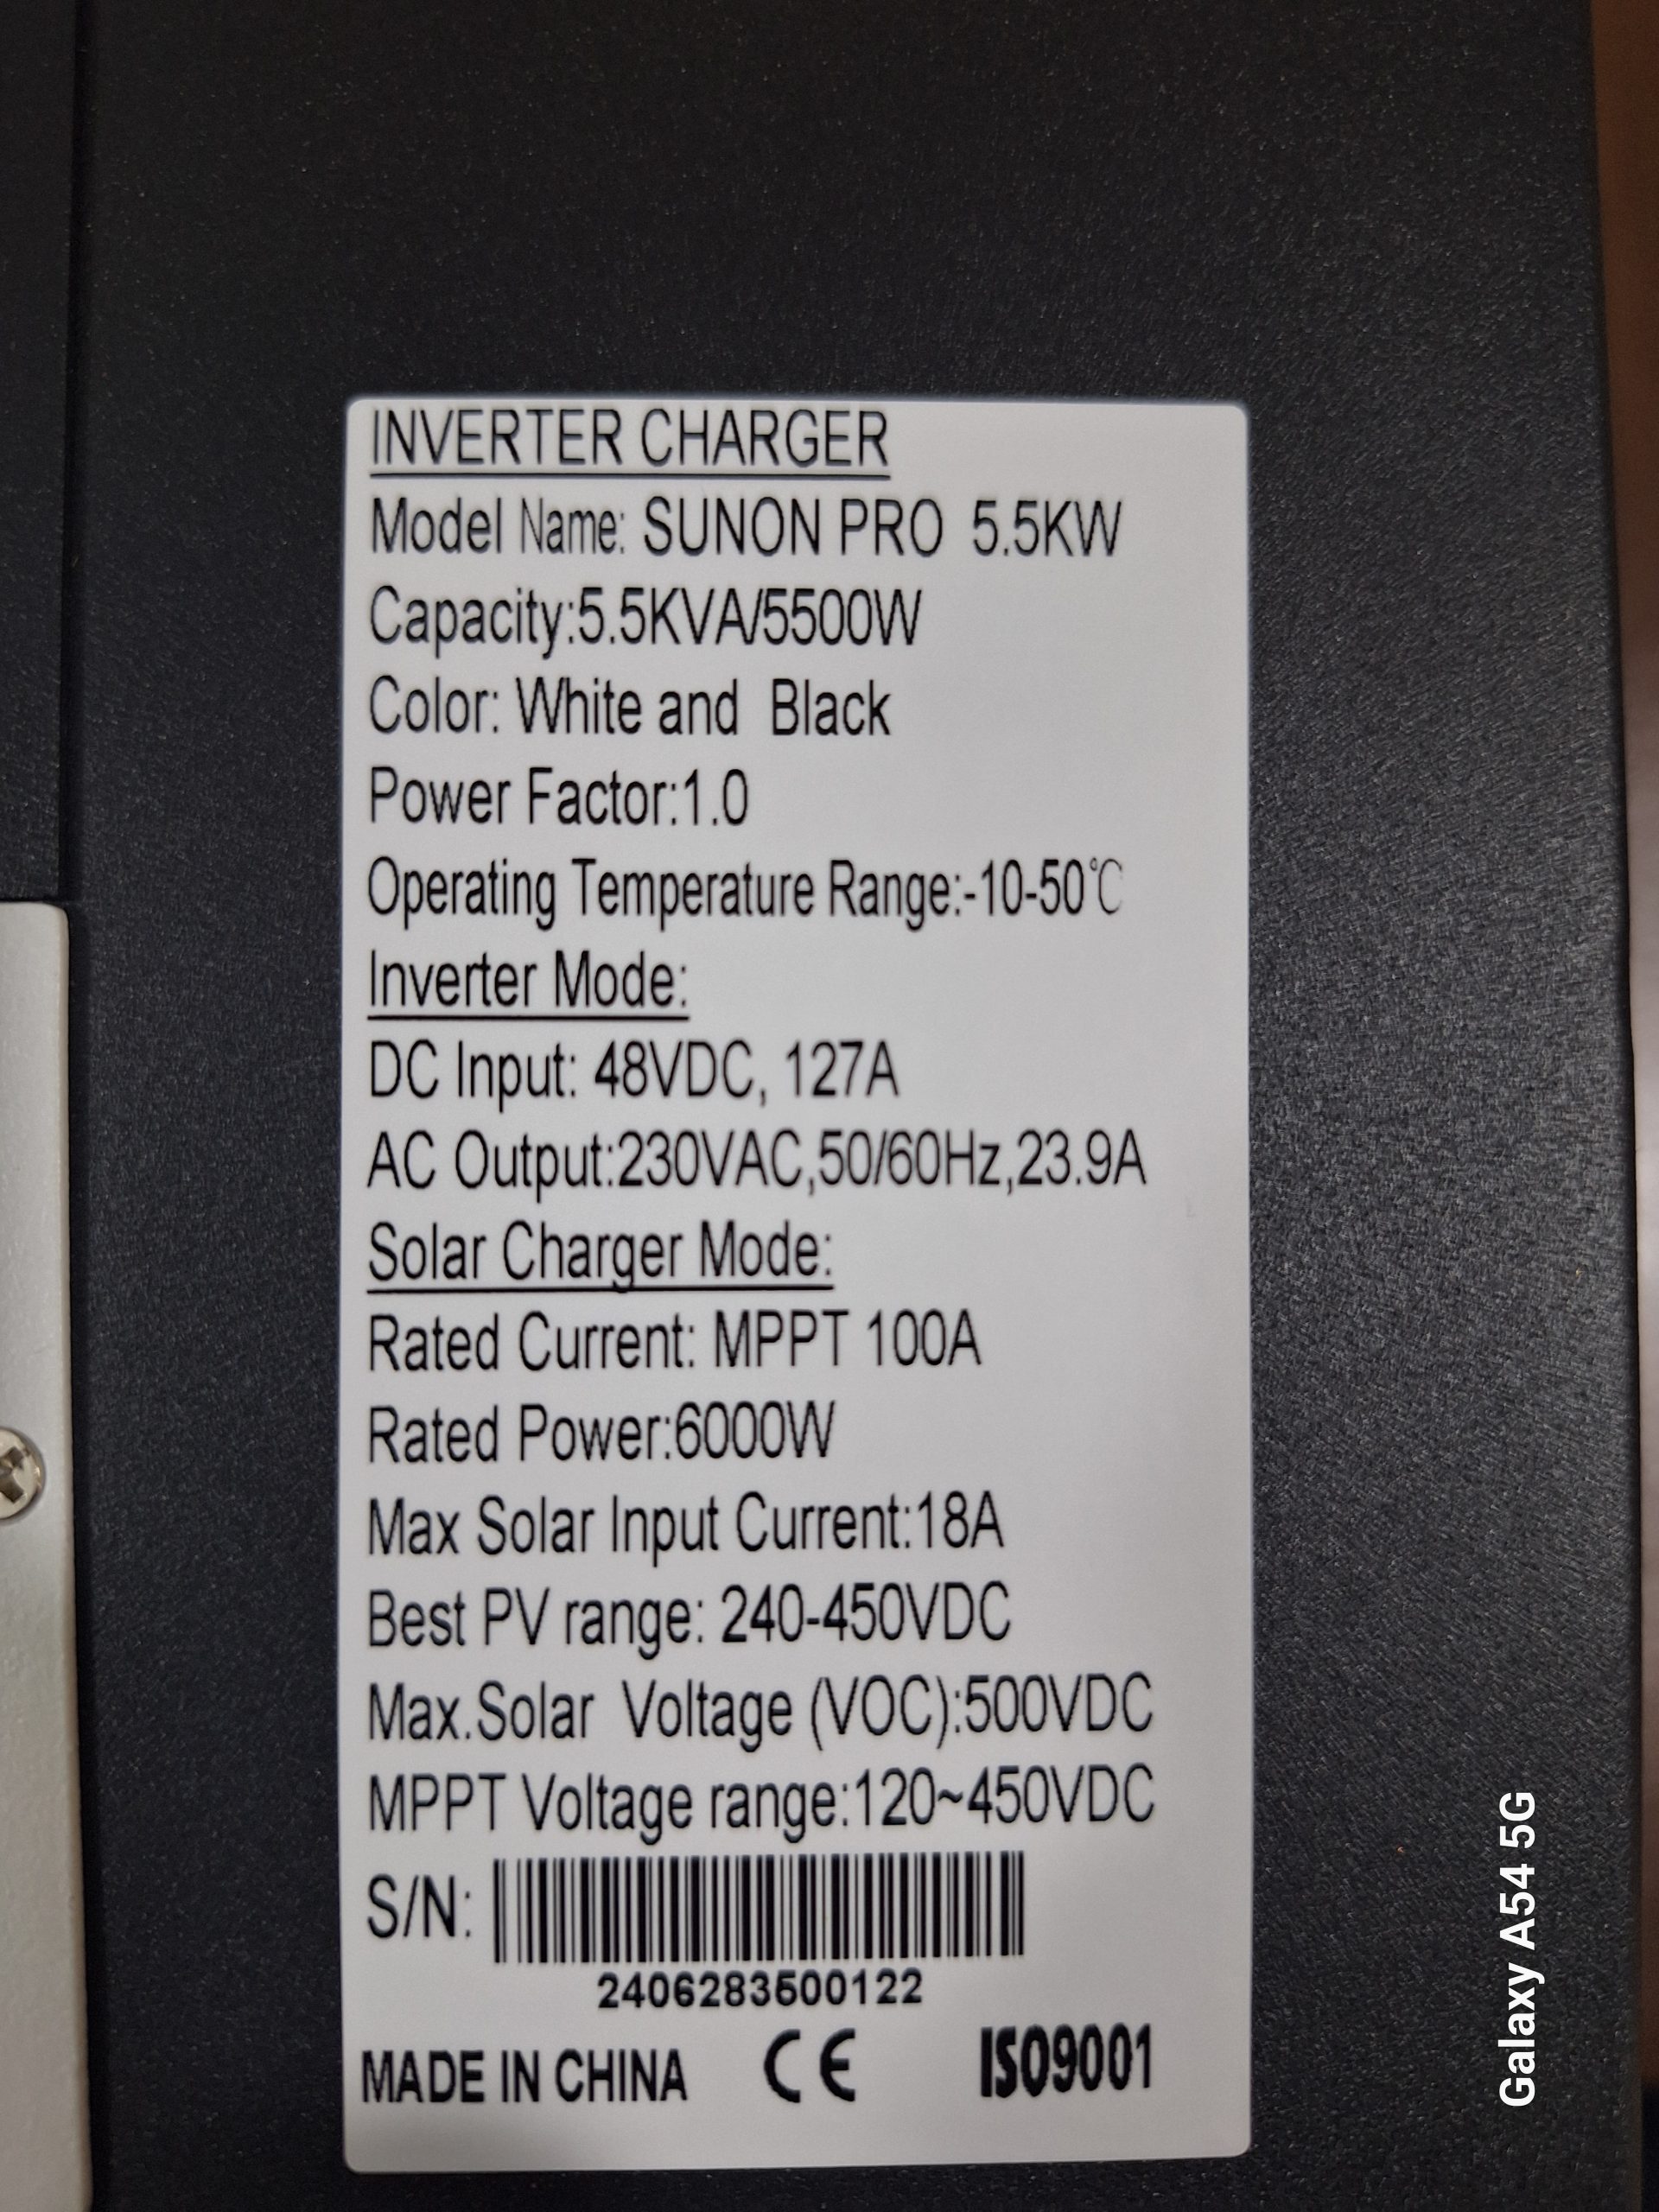 INVERTER CHARGER
Model Name: SUNON PRO 5.5KW
Capacity:5.5KVA/5500W
Color: White and Black
Power Factor:1.0
Operating Temperature Range:-10-50℃
Inverter Mode:
DC Input: 48VDC, 127A
AC Output:230VAC,50/60Hz,23.9A
Solar Charger Mode:
Rated Current: MPPT 100A
Rated Power:6000W
Max Solar Input Current:18A
Best PV range: 240-450VDC
Max.Solar Voltage (VOC):500VDC
MPPT Voltage range:120~450VDC
S/N:
2406283500122
MADE IN CHINA CE ISO9001
Galaxy A54 5G